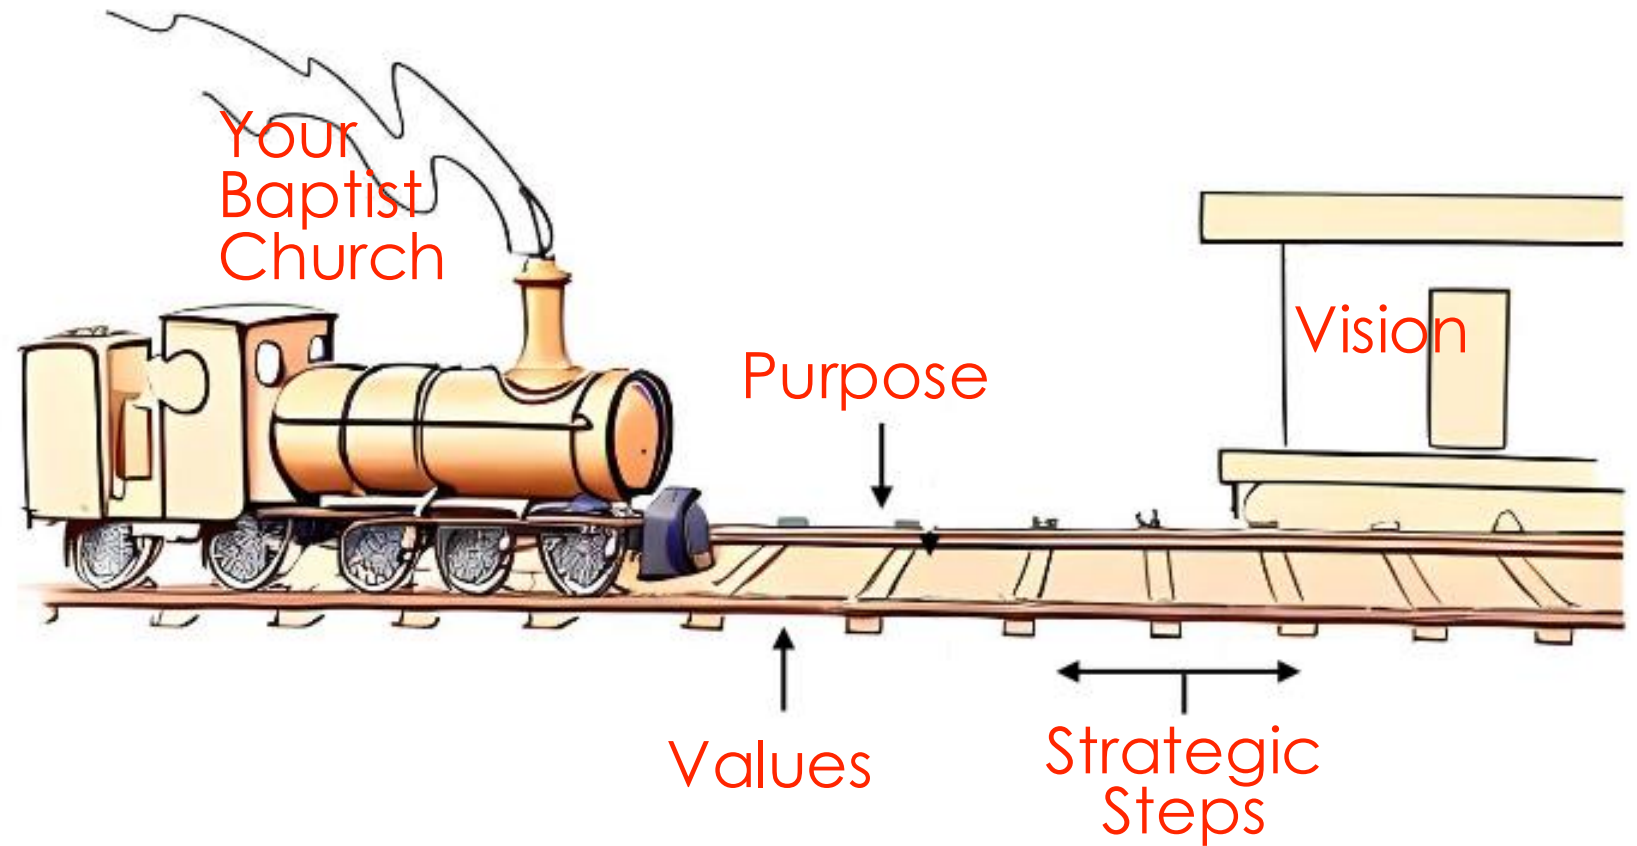 Your
Baptist
Church
Vision
Purpose
Values
Strategic
Steps